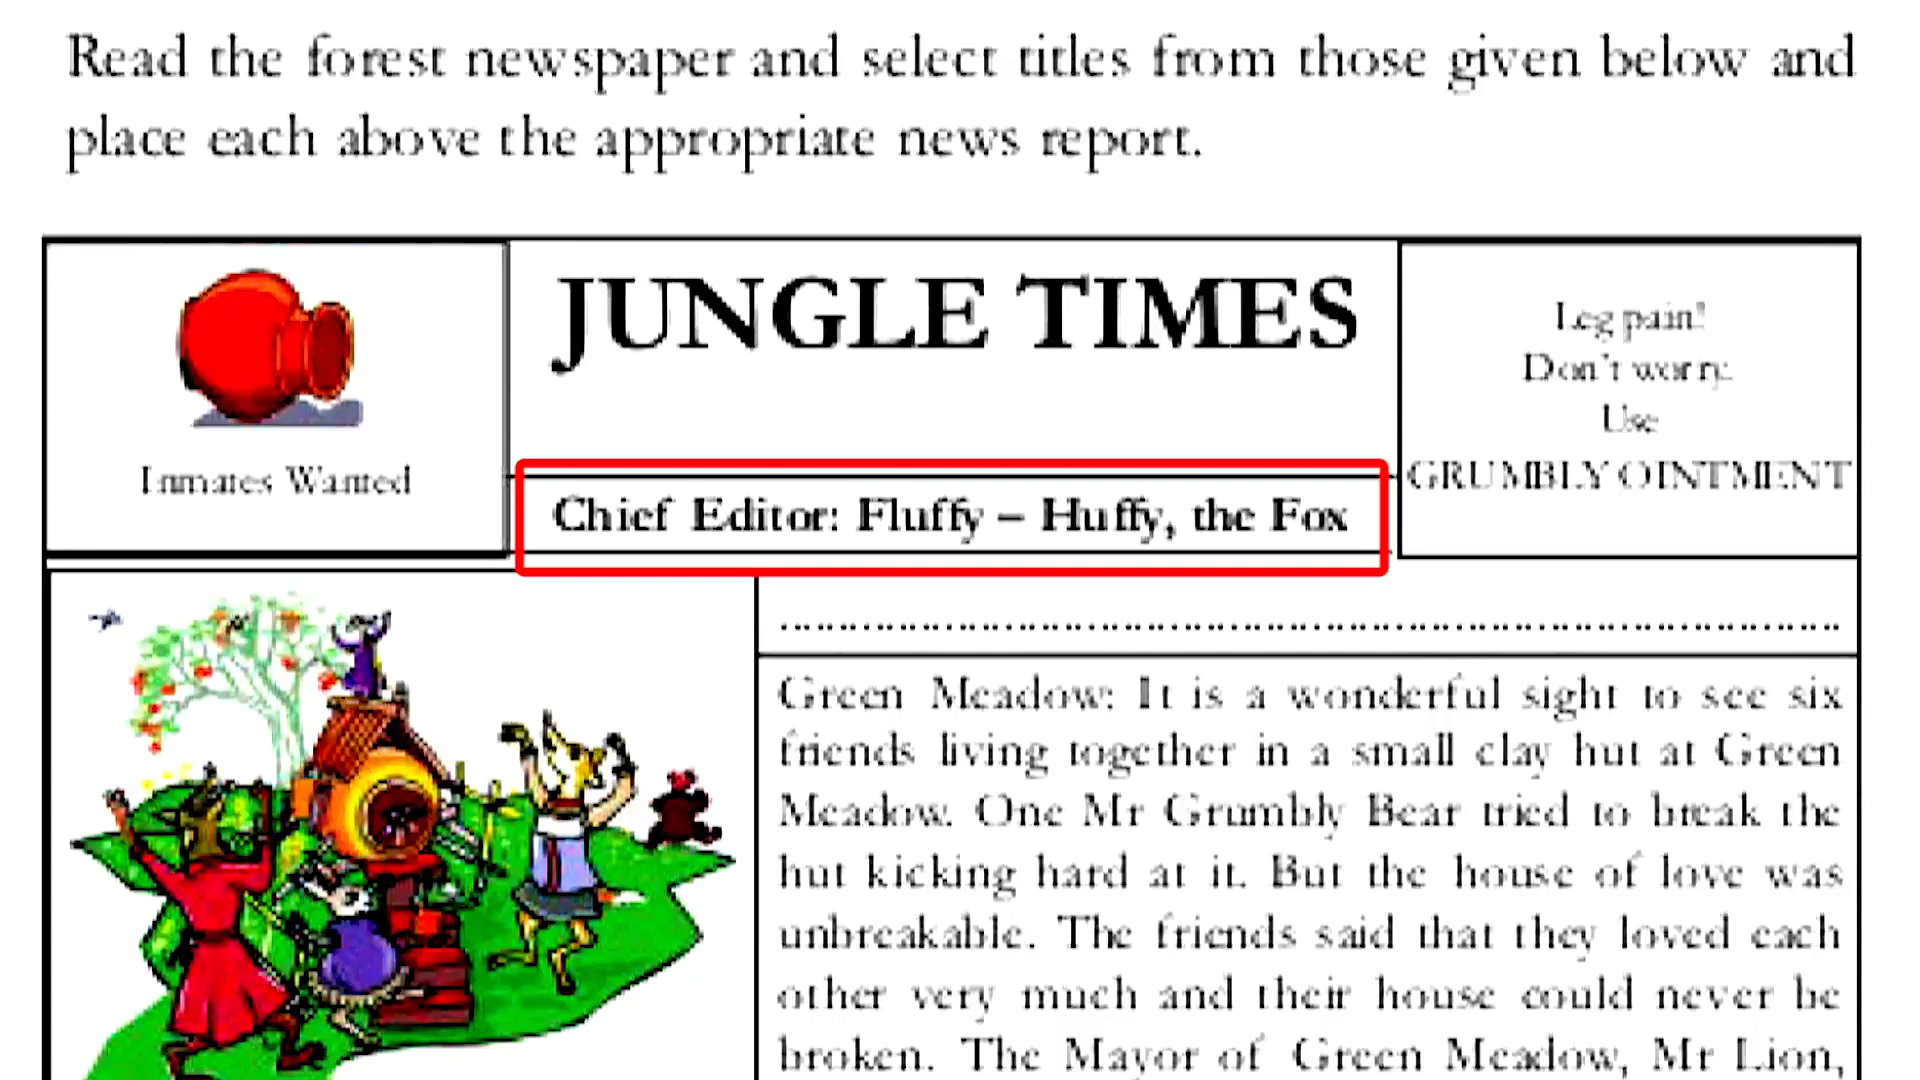 Read the forest newspaper and select titles from those given below and
place each above the appropriate news report.
JUNGLE TIMES
Inmates Wanted
Leg pain!
Don't worry.
Use
GRUMBLY OINTMENT
Chief Editor: Fluffy – Huffy, the Fox
Green Meadow: It is a wonderful sight to see six
friends living together in a small clay hut at Green
Meadow. One Mr Grumbly Bear tried to break the
hut kicking hard at it. But the house of love was
unbreakable. The friends said that they loved each
other very much and their house could never be
broken. The Mayor of Green Meadow, Mr Lion,